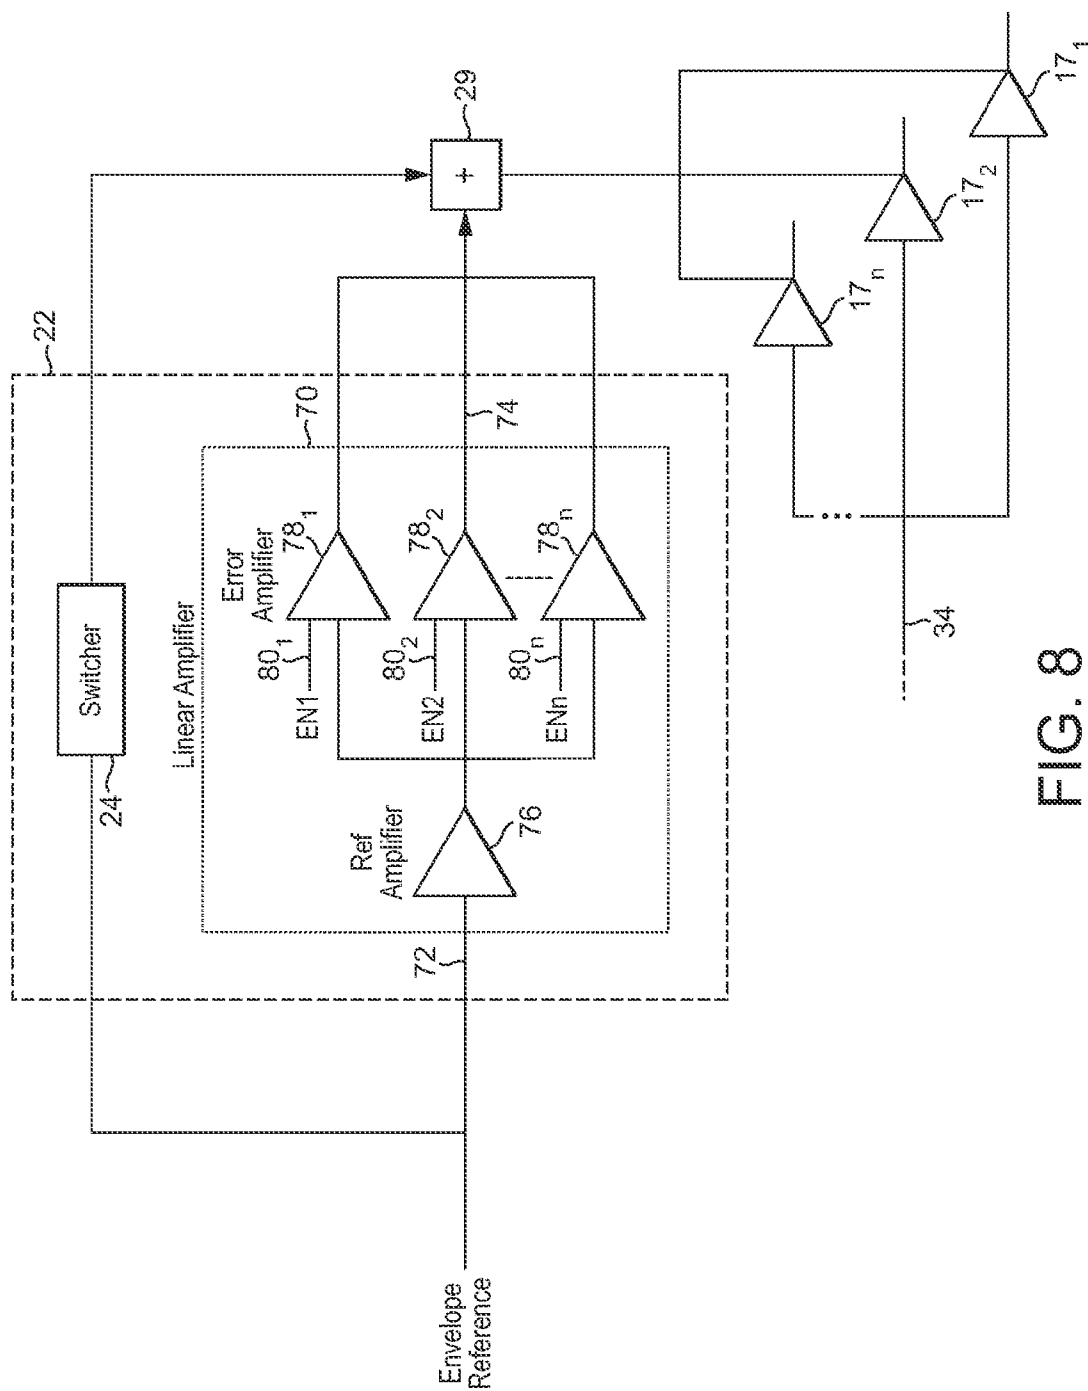 22
Switcher
24
29
Linear Amplifier
70
Error
Amplifier
78₁
80₁
EN1
74
78₂
80₂
EN2
78ₙ
80ₙ
ENn
Ref
Amplifier
76
72
Envelope
Reference
+
17ₙ
17₂
17₁
34
FIG. 8